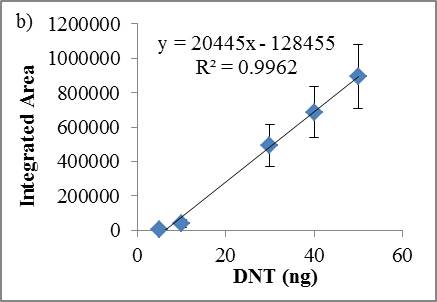 b)
1200000
y = 20445x - 128455
R² = 0.9962
1000000
800000
600000
400000
200000
0
Integrated Area
0
20
40
60
DNT (ng)